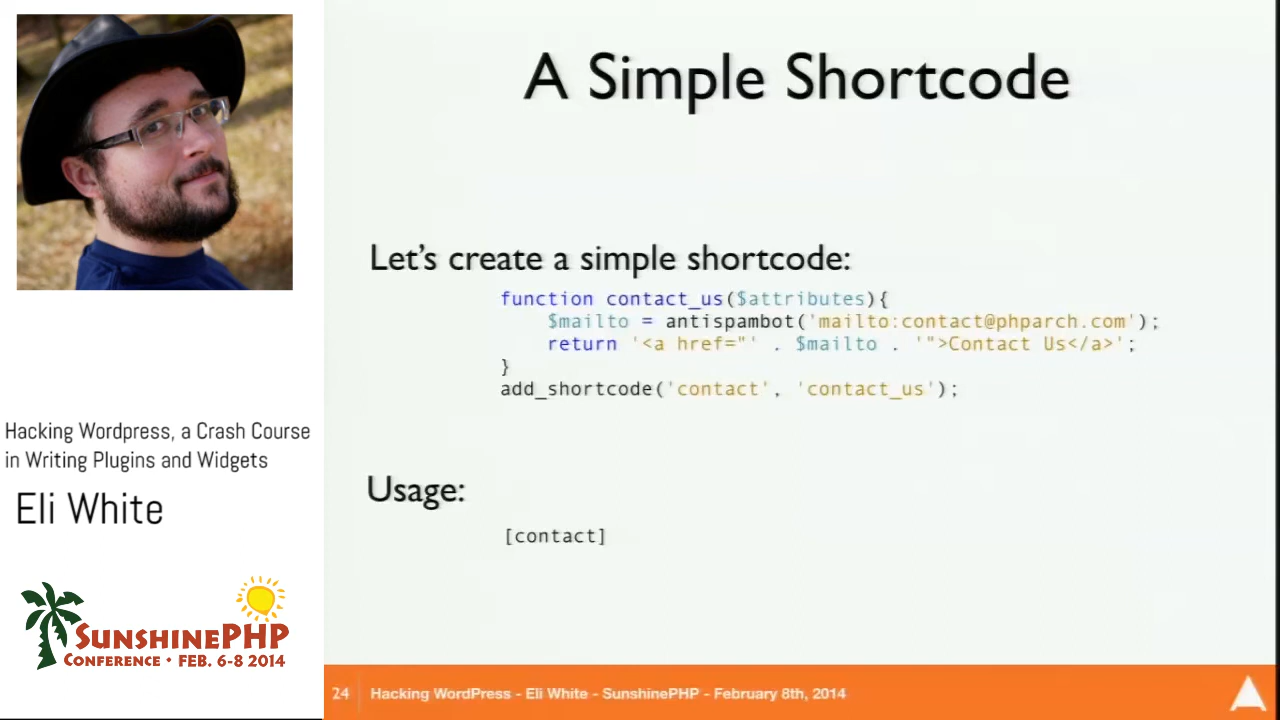 A Simple Shortcode
Let's create a simple shortcode:
function contact_us($attributes){
$mailto = antispambot('mailto:contact@phparch.com');
return '<a href="' . $mailto . '">Contact Us</a>';
}
add_shortcode('contact', 'contact_us');
Usage:
[contact]
Hacking Wordpress, a Crash Course
in Writing Plugins and Widgets
Eli White
SUNSHINEPHP
CONFERENCE • FEB. 6-8 2014
24 Hacking WordPress - Eli White - SunshinePHP - February 8th, 2014